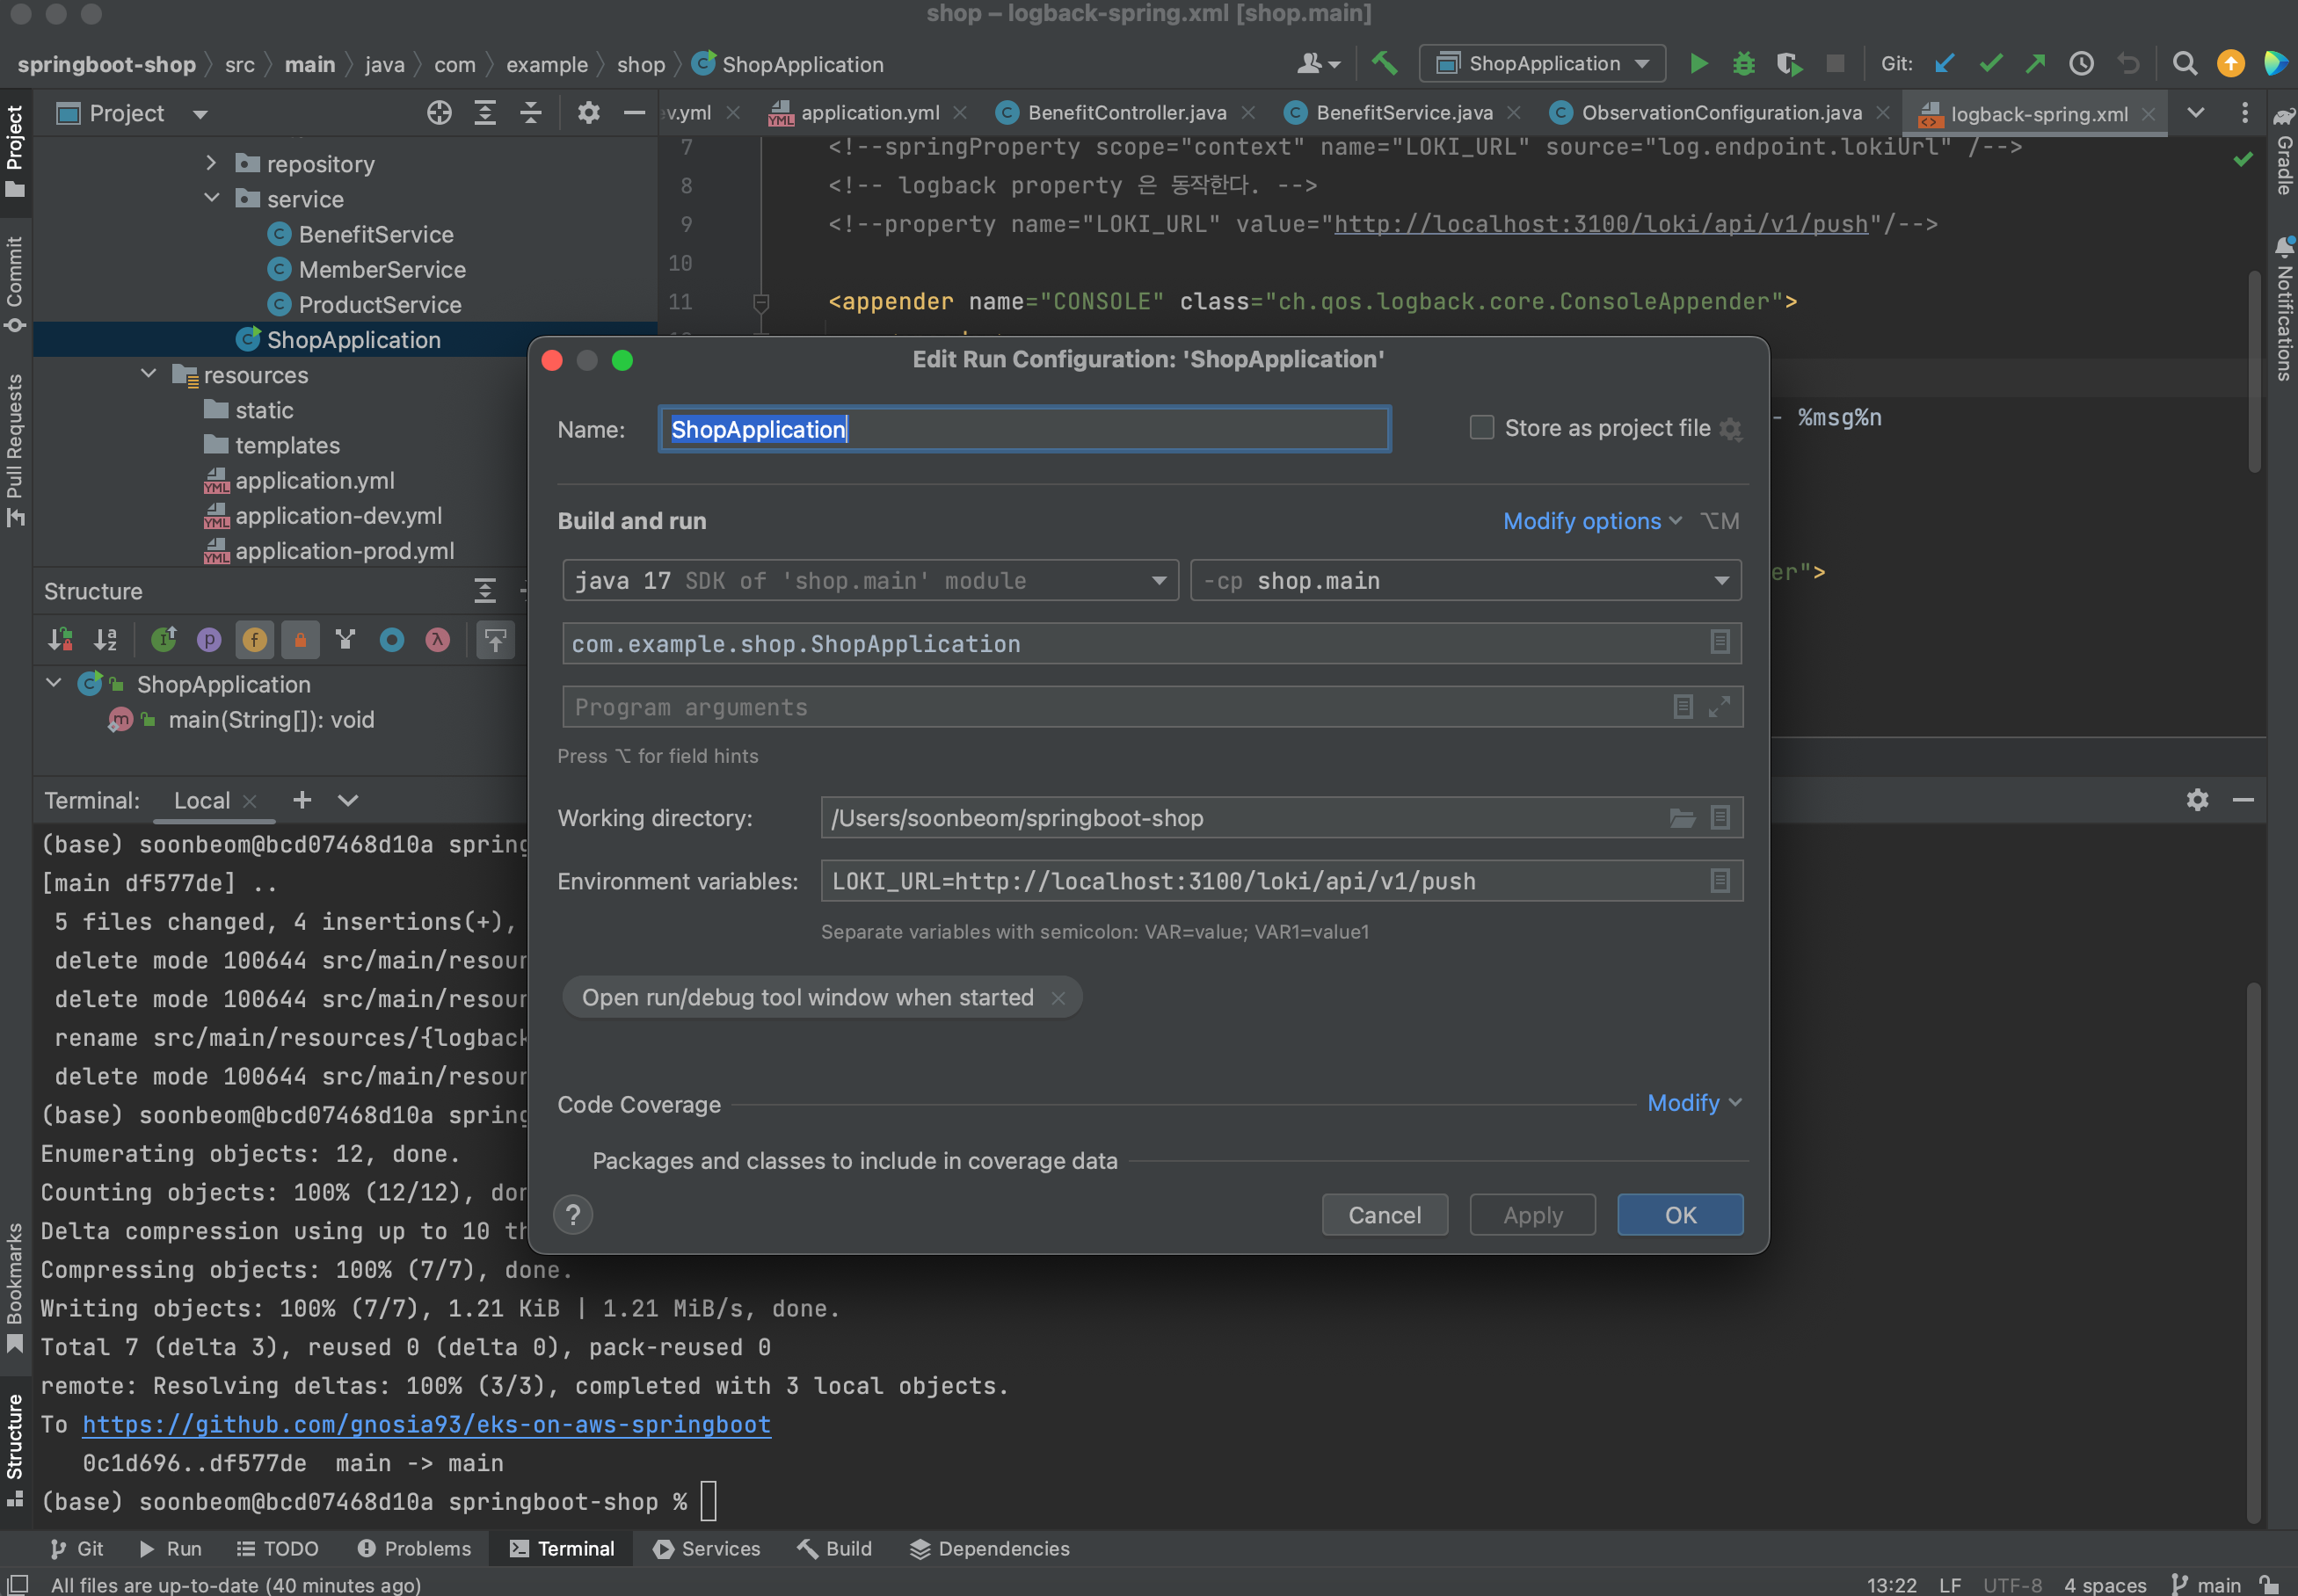 shop – logback-spring.xml [shop.main]
springboot-shop src main java com example shop ShopApplication
ShopApplication
Git:
Project
v.yml application.yml BenefitController.java BenefitService.java ObservationConfiguration.java logback-spring.xml
Project
Commit
Pull Requests
Bookmarks
Structure
Gradle
Notifications
repository
service
BenefitService
MemberService
ProductService
ShopApplication
resources
static
templates
application.yml
application-dev.yml
application-prod.yml
7 <!--springProperty scope="context" name="LOKI_URL" source="log.endpoint.lokiUrl" /-->
8 <!-- logback property 은 동작한다. -->
9 <!--property name="LOKI_URL" value="http://localhost:3100/loki/api/v1/push"/-->
10
11 <appender name="CONSOLE" class="ch.qos.logback.core.ConsoleAppender">
- %msg%n
er">
Structure
ShopApplication
main(String[]): void
Edit Run Configuration: 'ShopApplication'
Name: ShopApplication Store as project file
Build and run Modify options ⌥M
java 17 SDK of 'shop.main' module -cp shop.main
com.example.shop.ShopApplication
Program arguments
Press ⌥ for field hints
Working directory: /Users/soonbeom/springboot-shop
Environment variables: LOKI_URL=http://localhost:3100/loki/api/v1/push
Separate variables with semicolon: VAR=value; VAR1=value1
Open run/debug tool window when started
Code Coverage Modify
Packages and classes to include in coverage data
? Cancel Apply OK
Terminal: Local
(base) soonbeom@bcd07468d10a spring
[main df577de] ..
5 files changed, 4 insertions(+),
delete mode 100644 src/main/resour
delete mode 100644 src/main/resour
rename src/main/resources/{logback
delete mode 100644 src/main/resour
(base) soonbeom@bcd07468d10a spring
Enumerating objects: 12, done.
Counting objects: 100% (12/12), don
Delta compression using up to 10 th
Compressing objects: 100% (7/7), done.
Writing objects: 100% (7/7), 1.21 KiB | 1.21 MiB/s, done.
Total 7 (delta 3), reused 0 (delta 0), pack-reused 0
remote: Resolving deltas: 100% (3/3), completed with 3 local objects.
To https://github.com/gnosia93/eks-on-aws-springboot
0c1d696..df577de main -> main
(base) soonbeom@bcd07468d10a springboot-shop %
Git Run TODO Problems Terminal Services Build Dependencies
All files are up-to-date (40 minutes ago) 13:22 LF UTF-8 4 spaces main